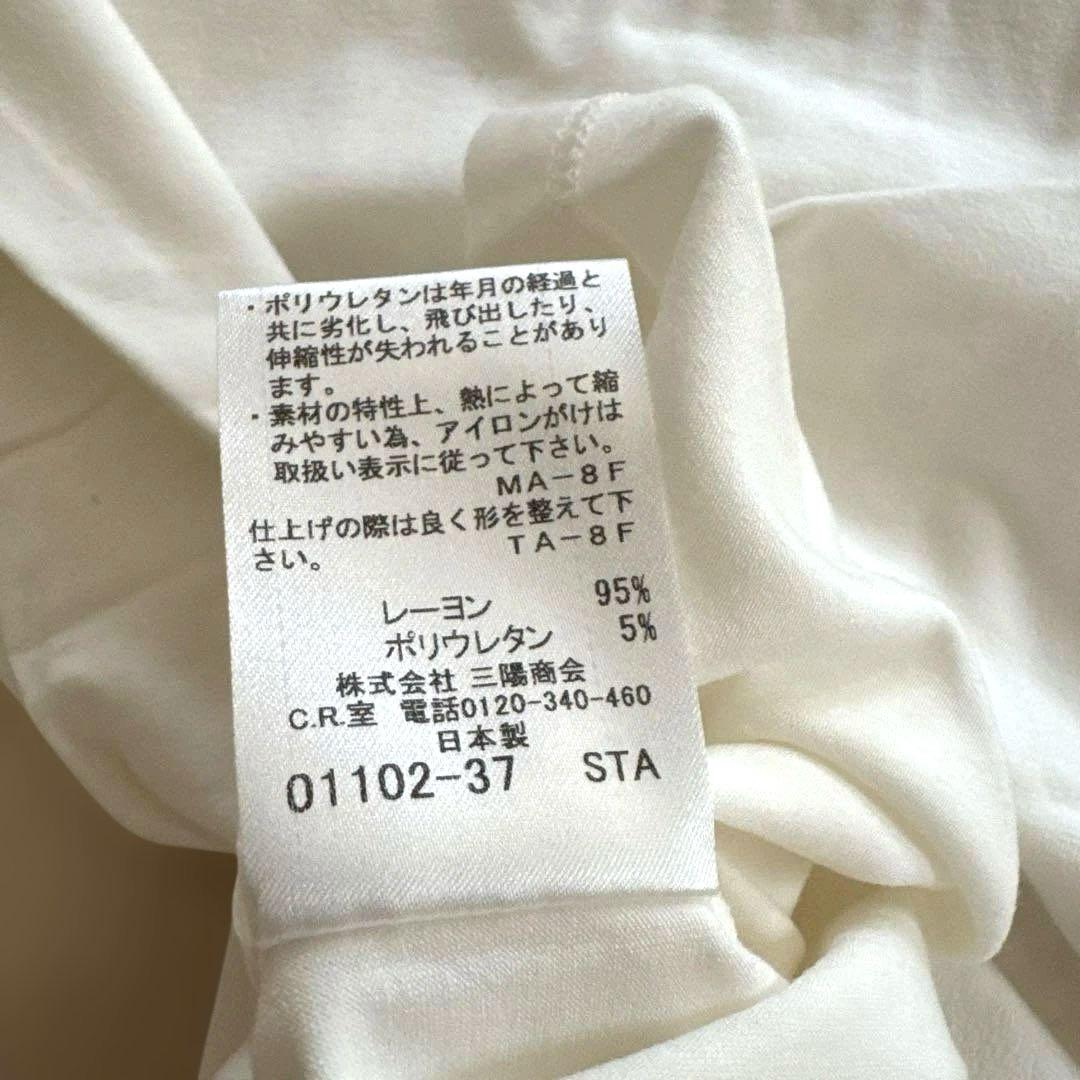 ・ポリウレタンは年月の経過と
共に劣化し、飛び出したり、
伸縮性が失われることがあり
ます。
・素材の特性上、熱によって縮
みやすい為、アイロンがけは
取扱い表示に従って下さい。
MA-8F
仕上げの際は良く形を整えて下
さい。 TA-8F
レーヨン 95%
ポリウレタン 5%
株式会社 三陽商会
C.R.室 電話0120-340-460
日本製
01102-37 STA